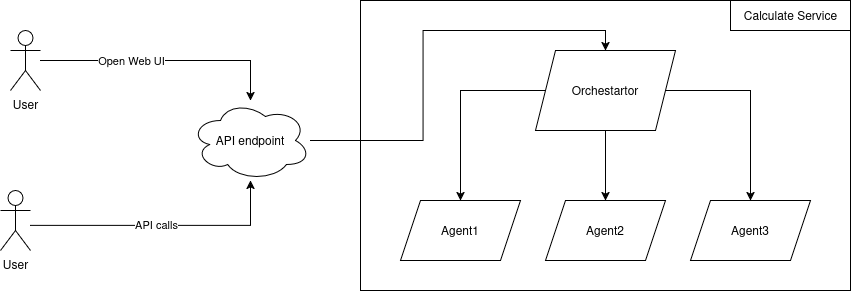 Calculate Service
Open Web UI
User
Orchestartor
API endpoint
API calls
User
Agent1
Agent2
Agent3